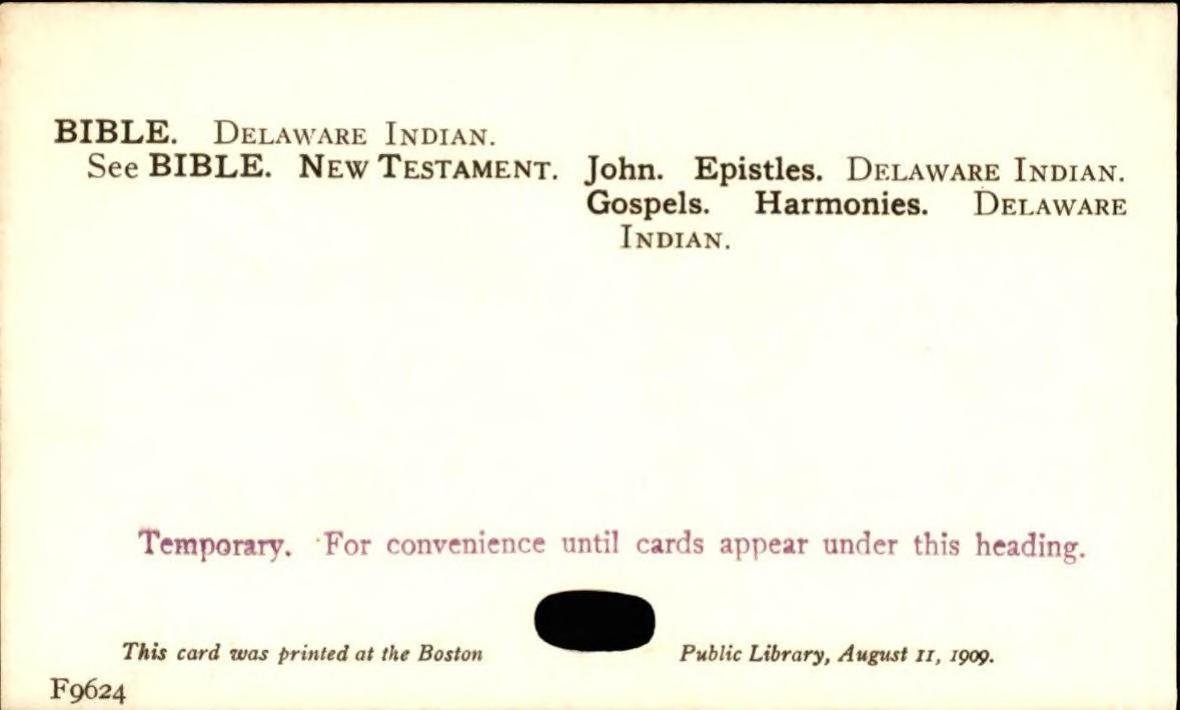 BIBLE. DELAWARE INDIAN.
See BIBLE. NEW TESTAMENT. John. Epistles. DELAWARE INDIAN.
Gospels. Harmonies. DELAWARE
INDIAN.
Temporary. For convenience until cards appear under this heading.
This card was printed at the Boston Public Library, August 11, 1909.
F9624